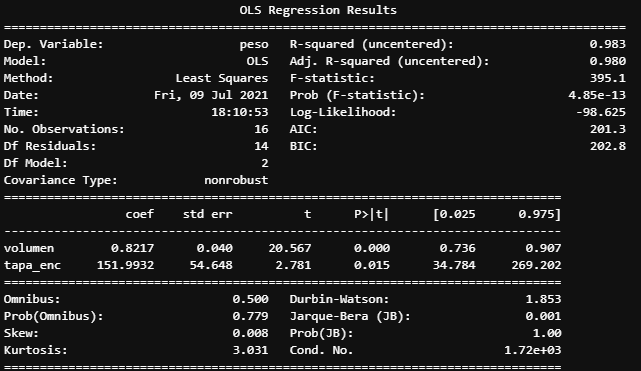 OLS Regression Results
==============================================================================
Dep. Variable: peso R-squared (uncentered): 0.983
Model: OLS Adj. R-squared (uncentered): 0.980
Method: Least Squares F-statistic: 395.1
Date: Fri, 09 Jul 2021 Prob (F-statistic): 4.85e-13
Time: 18:10:53 Log-Likelihood: -98.625
No. Observations: 16 AIC: 201.3
Df Residuals: 14 BIC: 202.8
Df Model: 2
Covariance Type: nonrobust
==============================================================================
coef std err t P>|t| [0.025 0.975]
------------------------------------------------------------------------------
volumen 0.8217 0.040 20.567 0.000 0.736 0.907
tapa_enc 151.9932 54.648 2.781 0.015 34.784 269.202
==============================================================================
Omnibus: 0.500 Durbin-Watson: 1.853
Prob(Omnibus): 0.779 Jarque-Bera (JB): 0.001
Skew: 0.008 Prob(JB): 1.00
Kurtosis: 3.031 Cond. No. 1.72e+03
==============================================================================